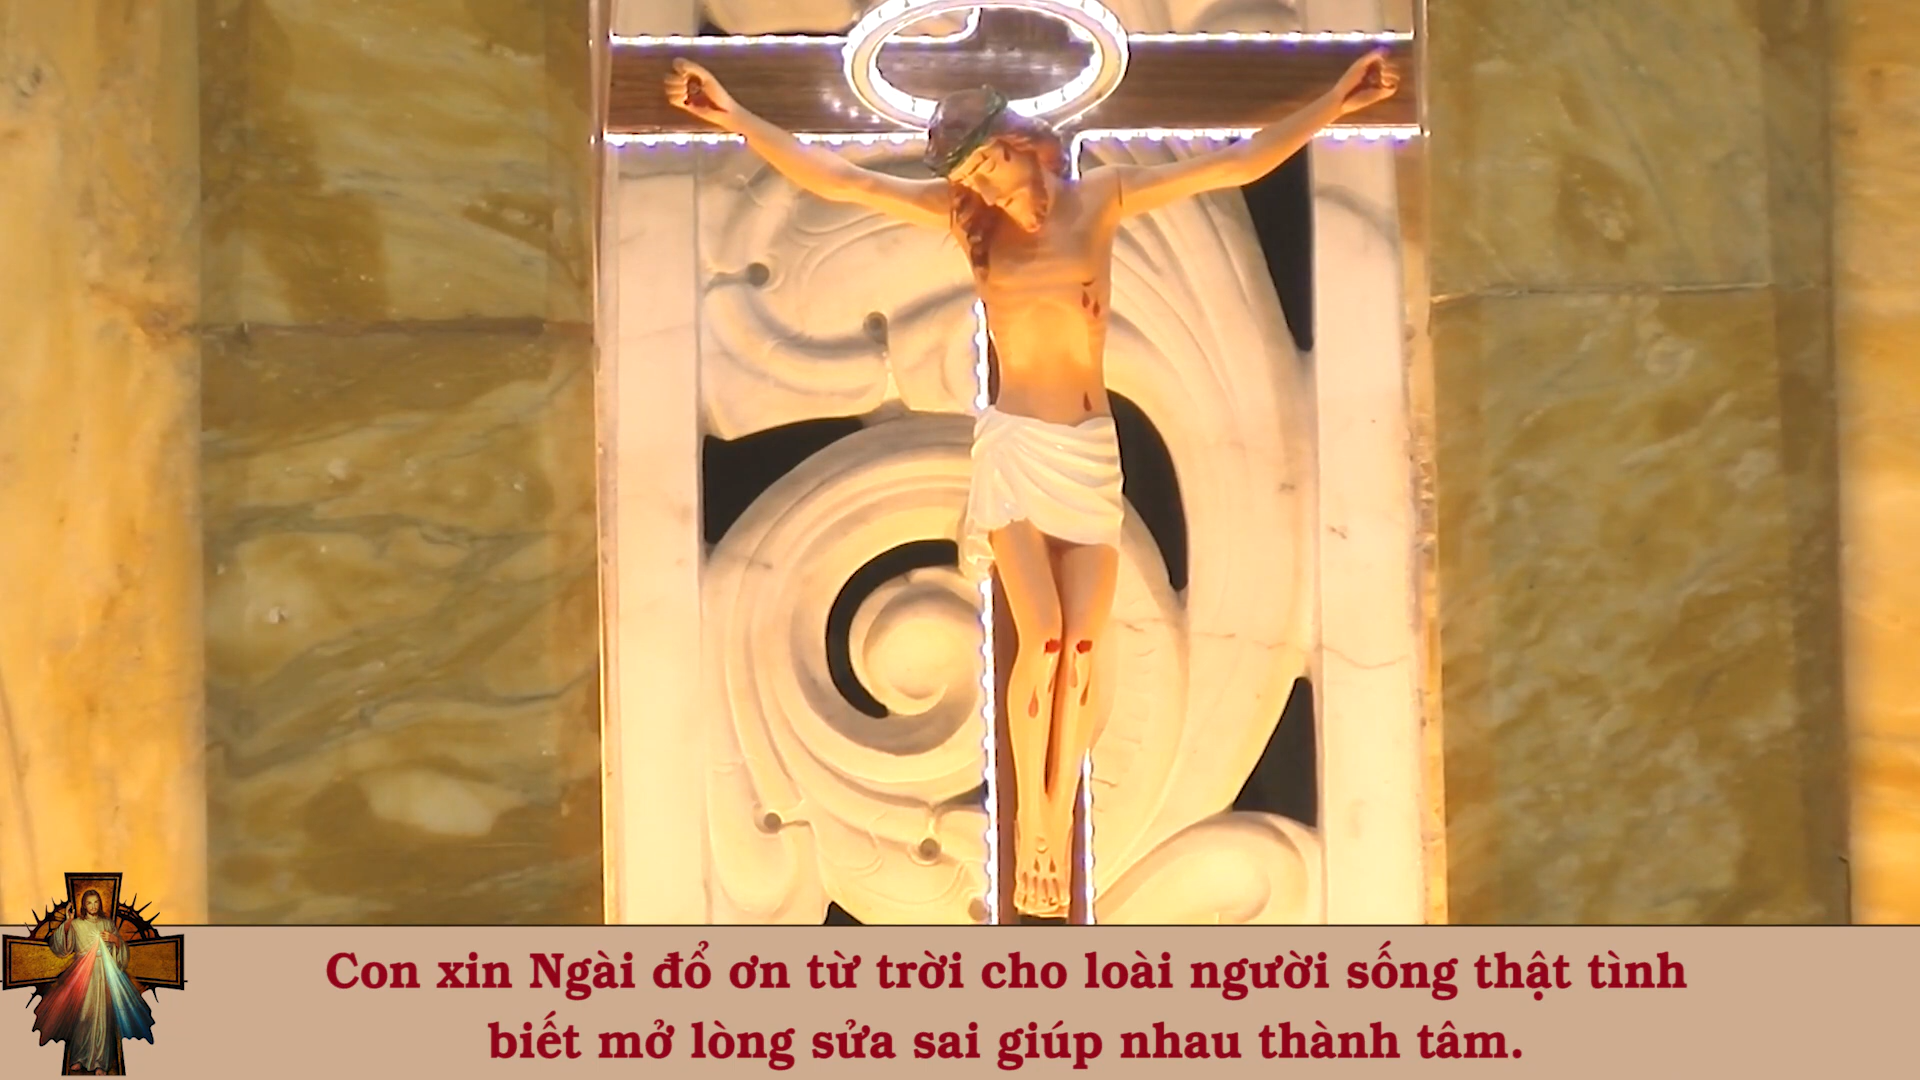 Con xin Ngài đổ ơn từ trời cho loài người sống thật tình
biết mở lòng sửa sai giúp nhau thành tâm.